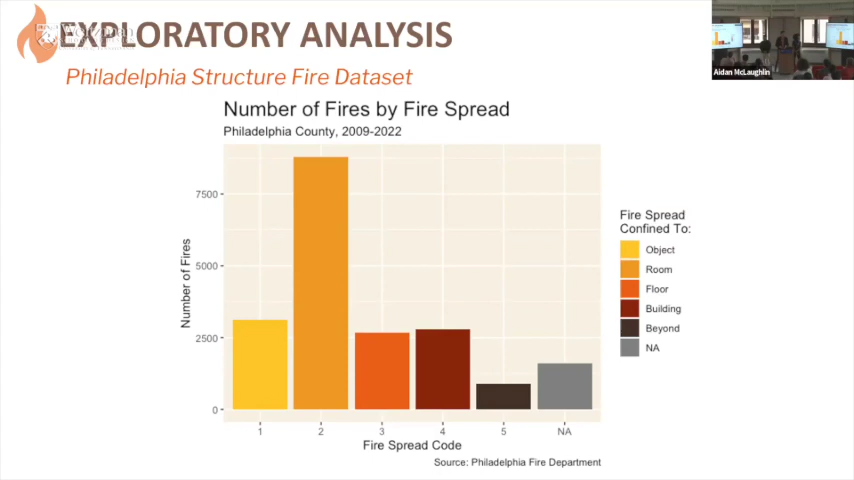 EXPLORATORY ANALYSIS
Philadelphia Structure Fire Dataset
Aidan McLaughlin
Number of Fires by Fire Spread
Philadelphia County, 2009-2022
Number of Fires
7500
5000
2500
0
1
2
3
4
5
NA
Fire Spread Code
Source: Philadelphia Fire Department
Fire Spread
Confined To:
Object
Room
Floor
Building
Beyond
NA